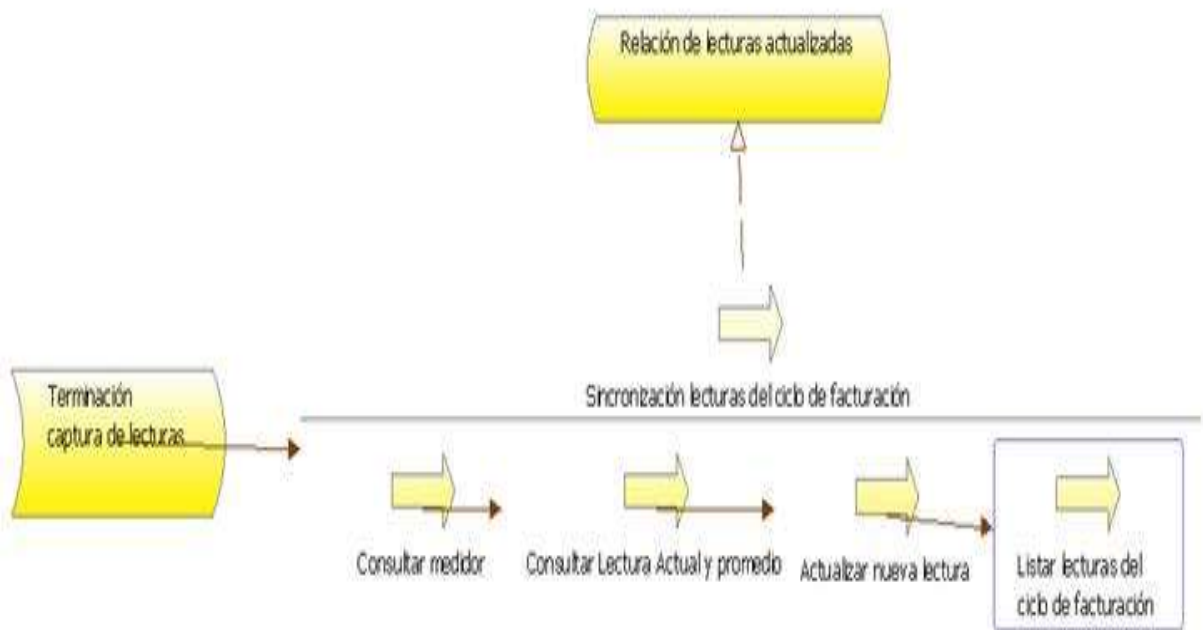 Relación de lecturas actualizadas
Sincronización lecturas del ciclo de facturación
Terminación
captura de lecturas
Consultar medidor
Consultar Lectura Actual y promedio
Actualizar nueva lectura
Listar lecturas del
ciclo de facturación